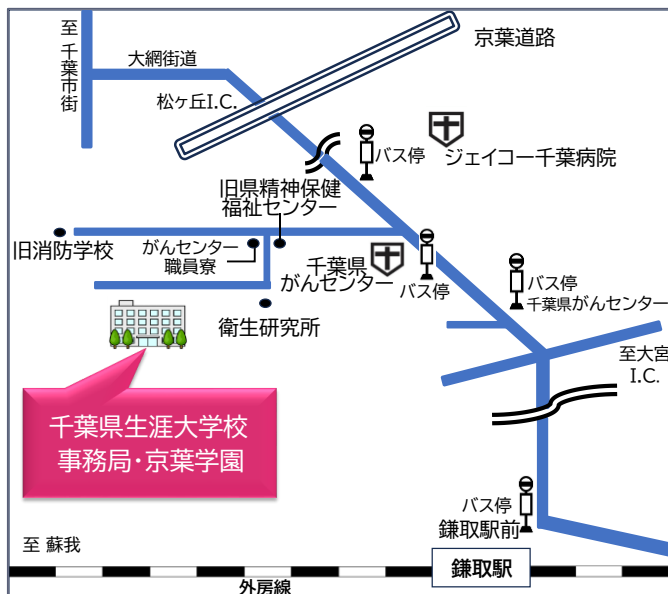 至
千
葉
市
街
大網街道
京葉道路
松ヶ丘I.C.
バス停
ジェイコー千葉病院
旧県精神保健
福祉センター
旧消防学校
がんセンター
職員寮
千葉県
がんセンター
バス停
バス停
千葉県がんセンター
衛生研究所
至大宮
I.C.
千葉県生涯大学校
事務局・京葉学園
バス停
鎌取駅前
至 蘇我
鎌取駅
外房線